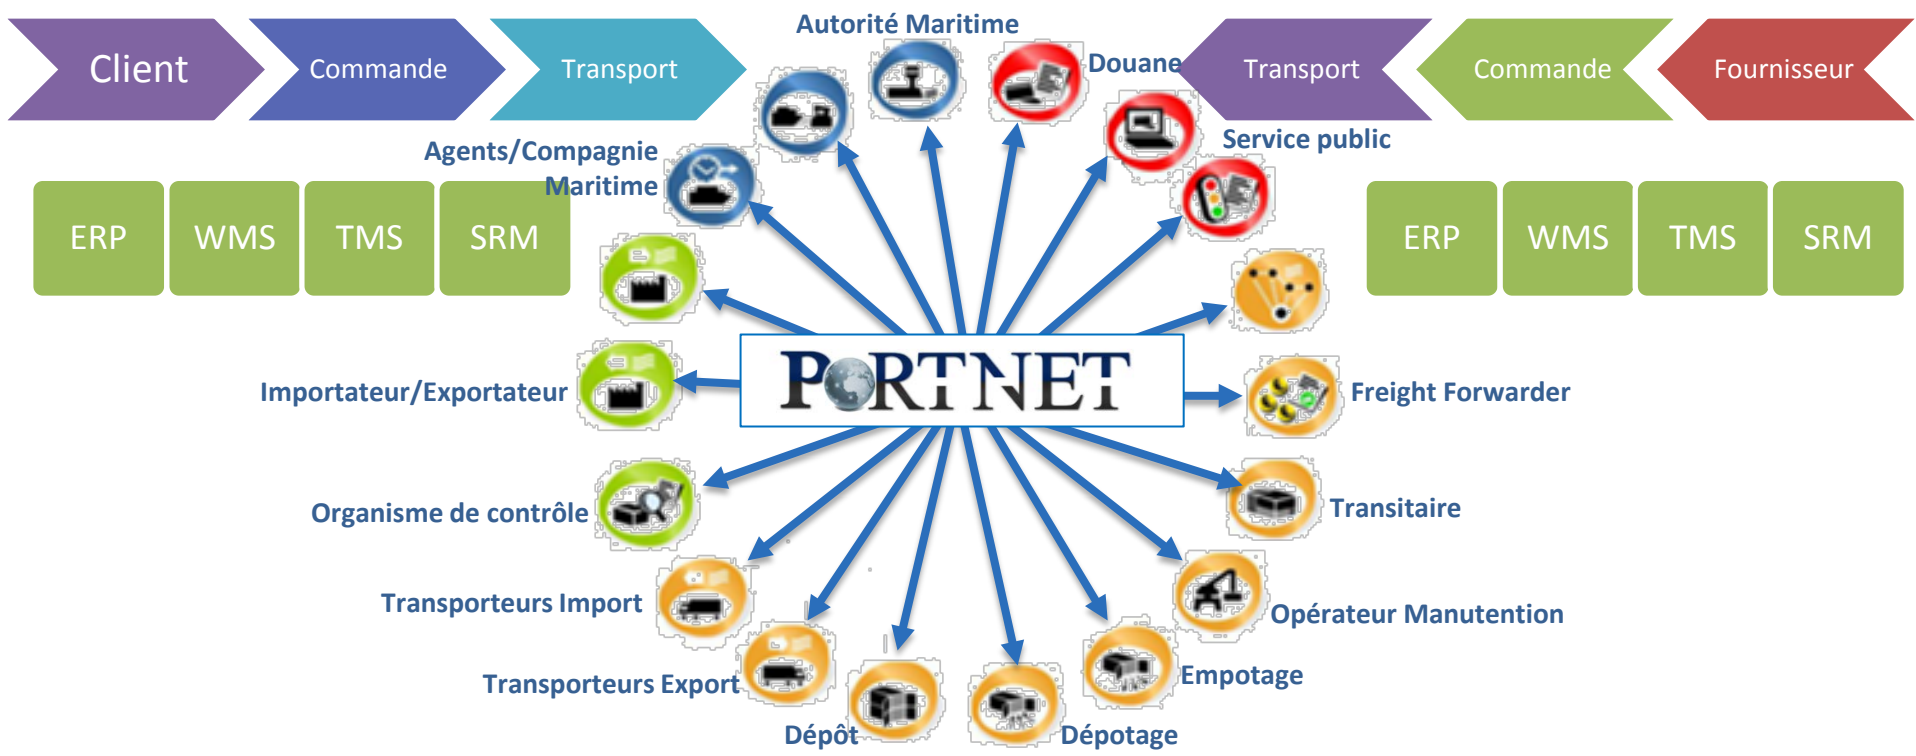 Autorité Maritime
Client
Commande
Transport
Douane
Transport
Commande
Fournisseur
Agents/Compagnie
Maritime
Service public
ERP
WMS
TMS
SRM
ERP
WMS
TMS
SRM
PORTNET
Importateur/Exportateur
Freight Forwarder
Organisme de contrôle
Transitaire
Transporteurs Import
Opérateur Manutention
Transporteurs Export
Empotage
Dépôt
Dépotage